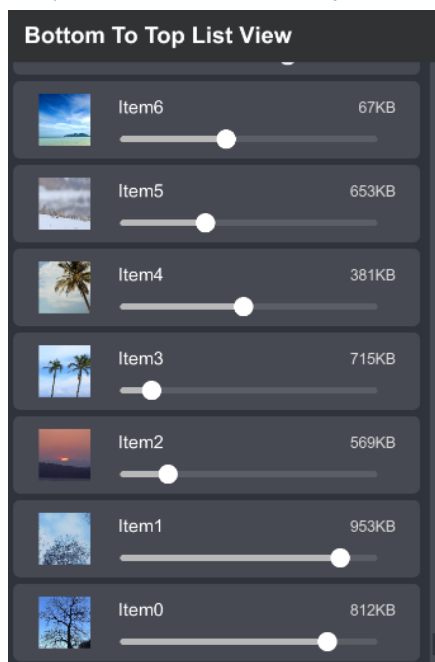 Bottom To Top List View
Item6 67KB
Item5 653KB
Item4 381KB
Item3 715KB
Item2 569KB
Item1 953KB
Item0 812KB